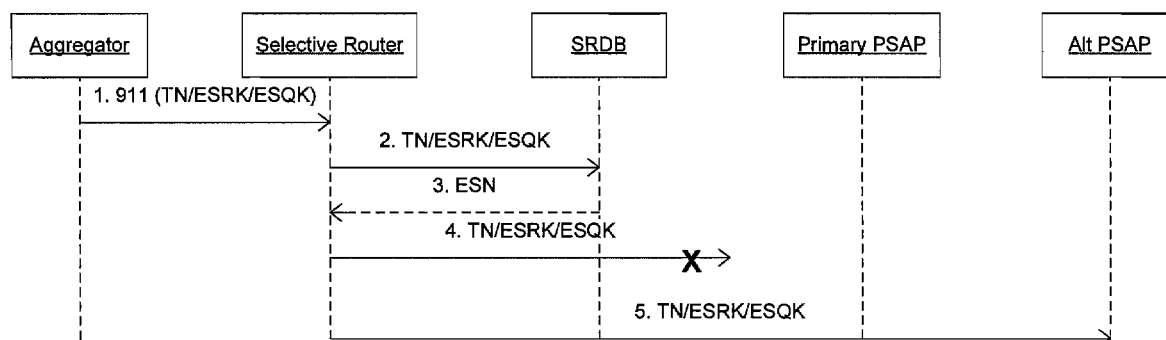 Aggregator
Selective Router
SRDB
Primary PSAP
Alt PSAP
1. 911 (TN/ESRK/ESQK)
2. TN/ESRK/ESQK
3. ESN
4. TN/ESRK/ESQK
X
5. TN/ESRK/ESQK